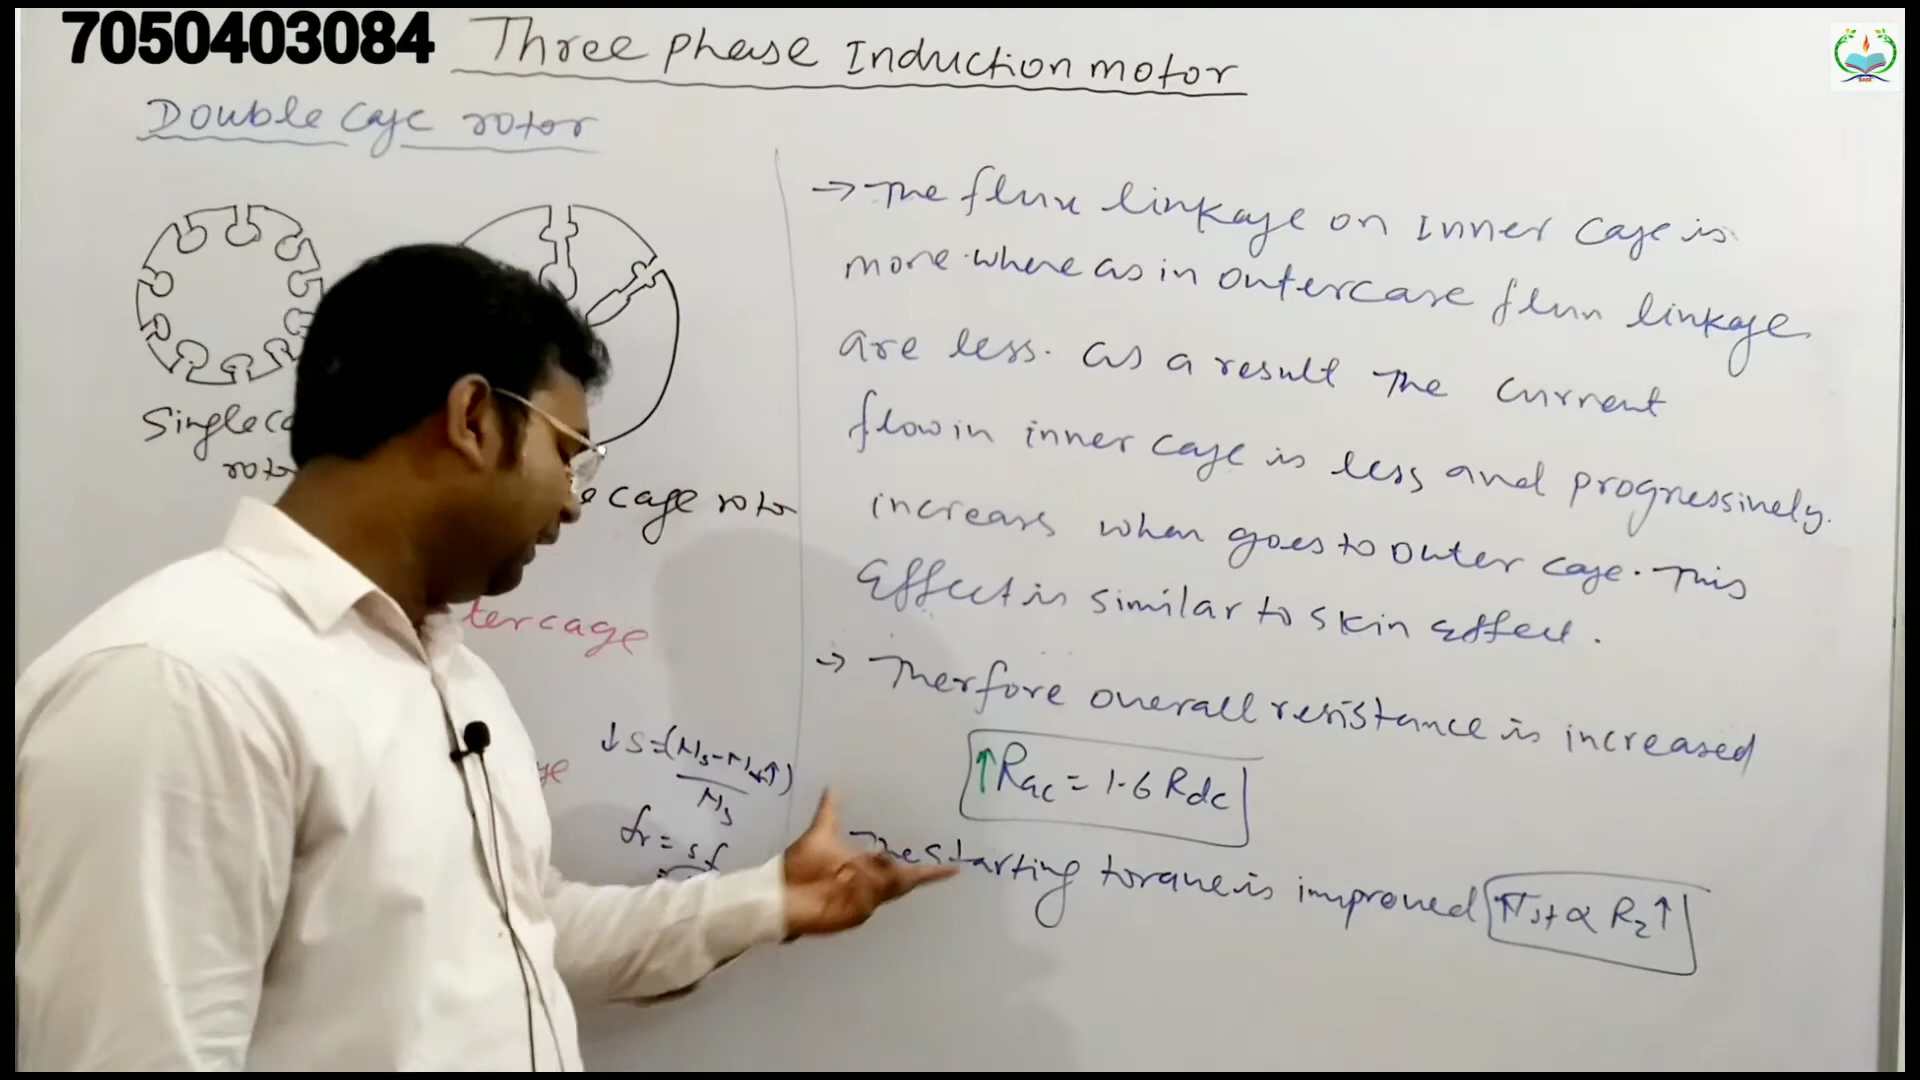 7050403084
Three phase Induction motor
Double cage rotor
Single
rotor
cage rotor
tercage
↓ S = (Ns - Nr↑)
Ns
fr = sf
→ The flux linkage on Inner cage is
more where as in outercase flux linkage
are less. as a result The current
flow in inner cage is less and progressively
increases when goes to outer cage. This
Effect is similar to skin effect.
→ Therfore overall resistance is increased
↑Rac = 1.6 Rdc
The starting torque is improved ↑Tst α R2↑